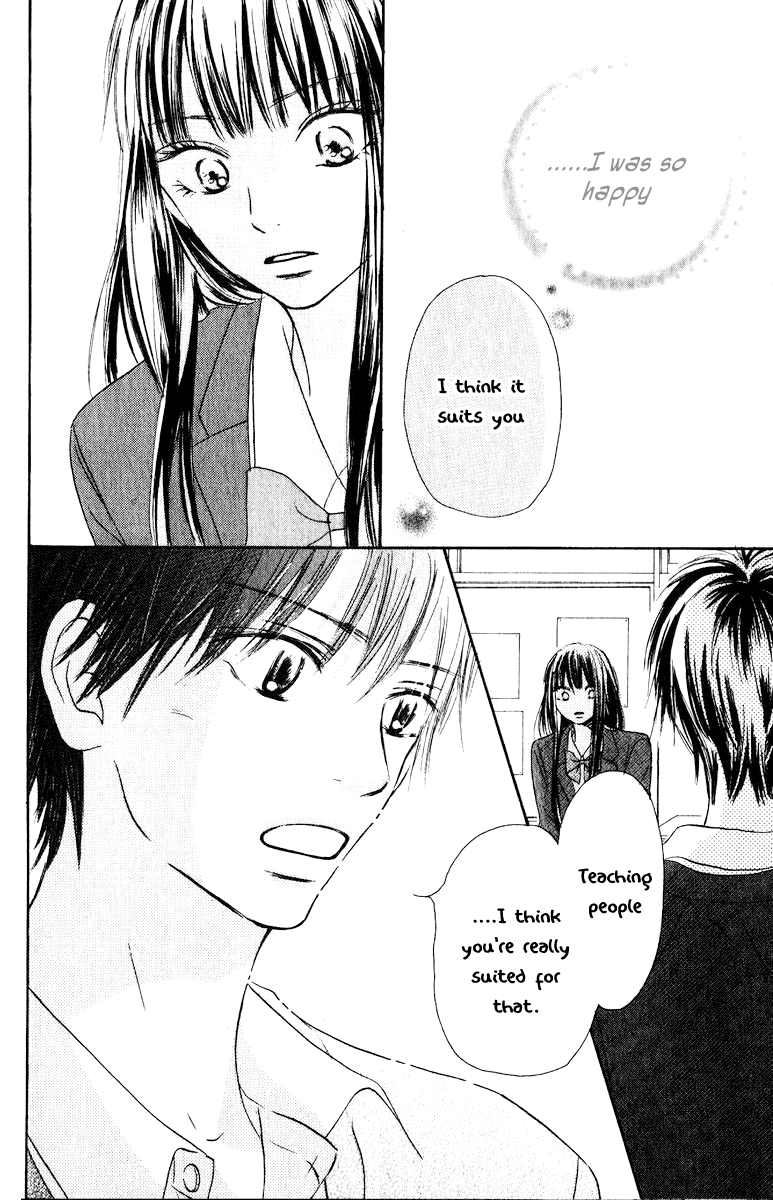 ......I was so
happy
I think it
suits you
Teaching
people
....I think
you're really
suited for
that.